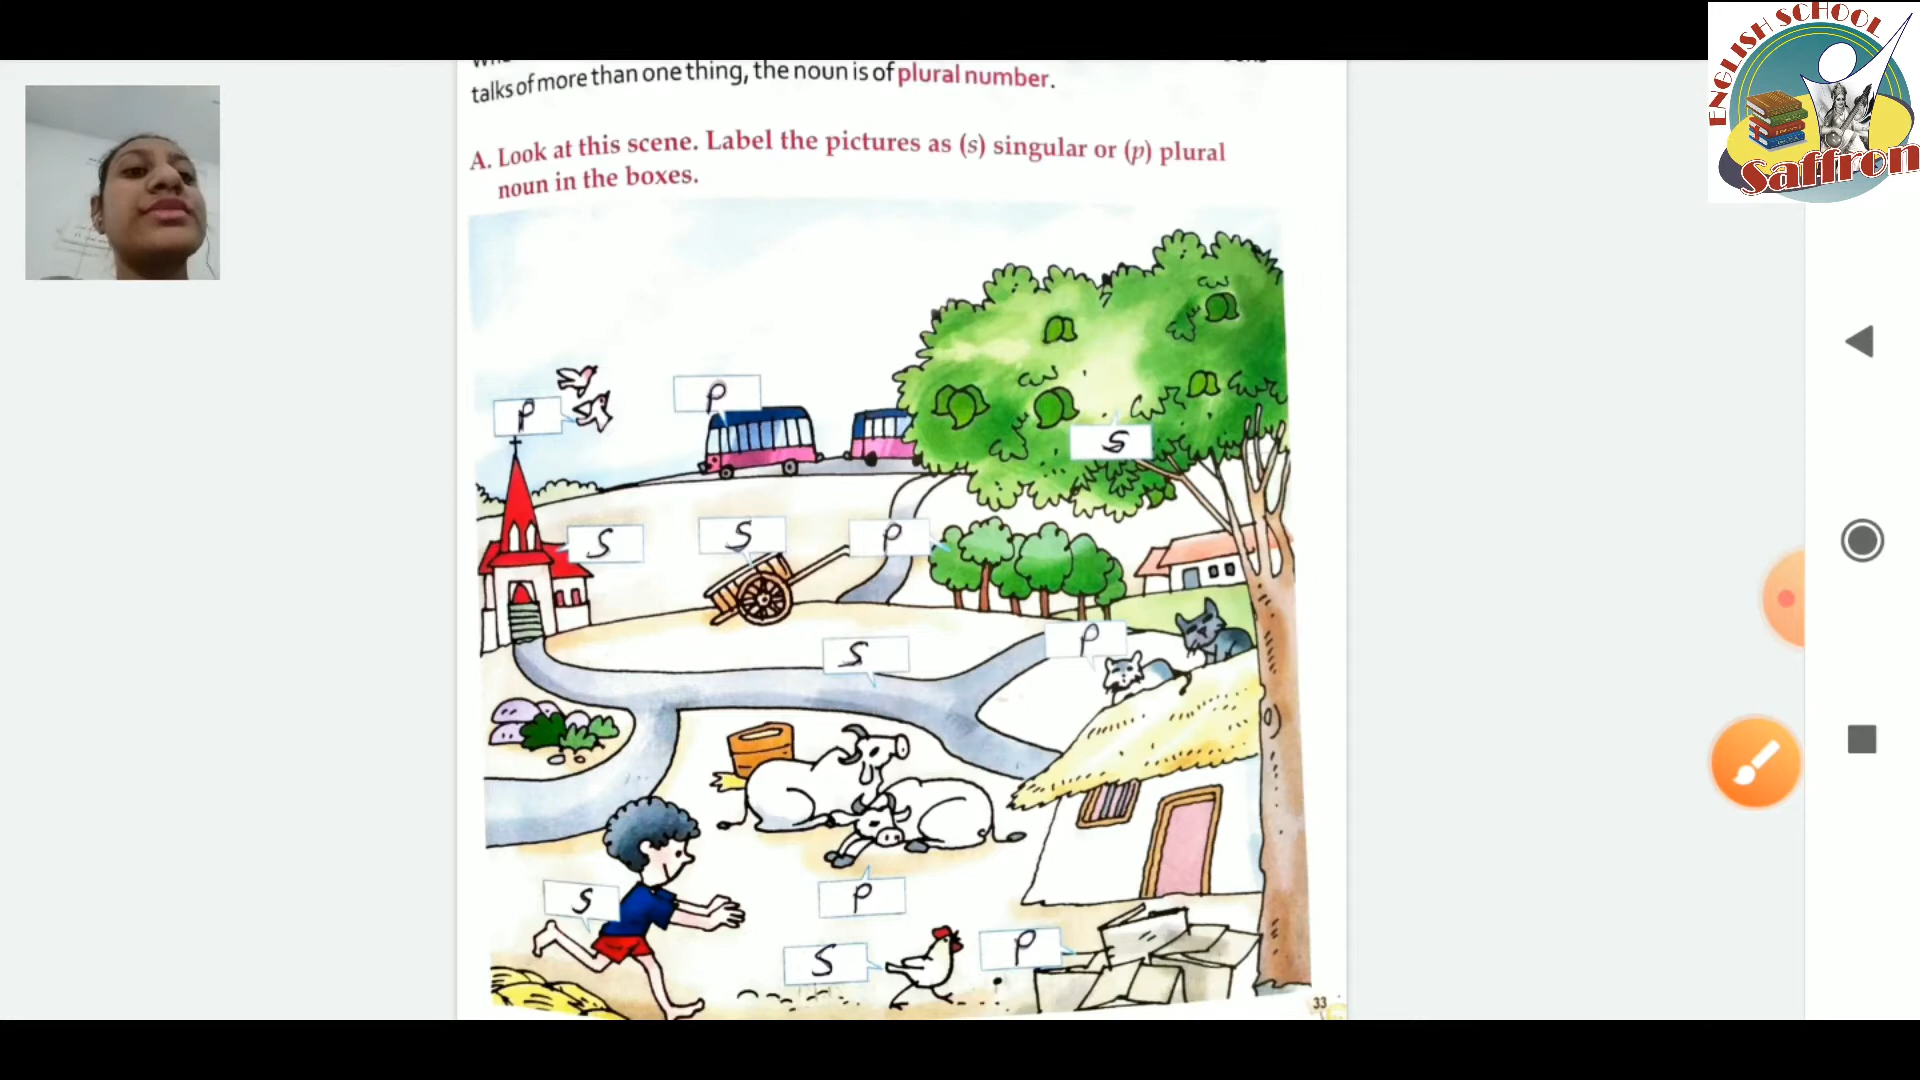 talks of more than one thing, the noun is of plural number.
A. Look at this scene. Label the pictures as (s) singular or (p) plural
noun in the boxes.
P
P
S
S
S
P
S
P
S
P
S
P
33
ENGLISH SCHOOL
Saffron